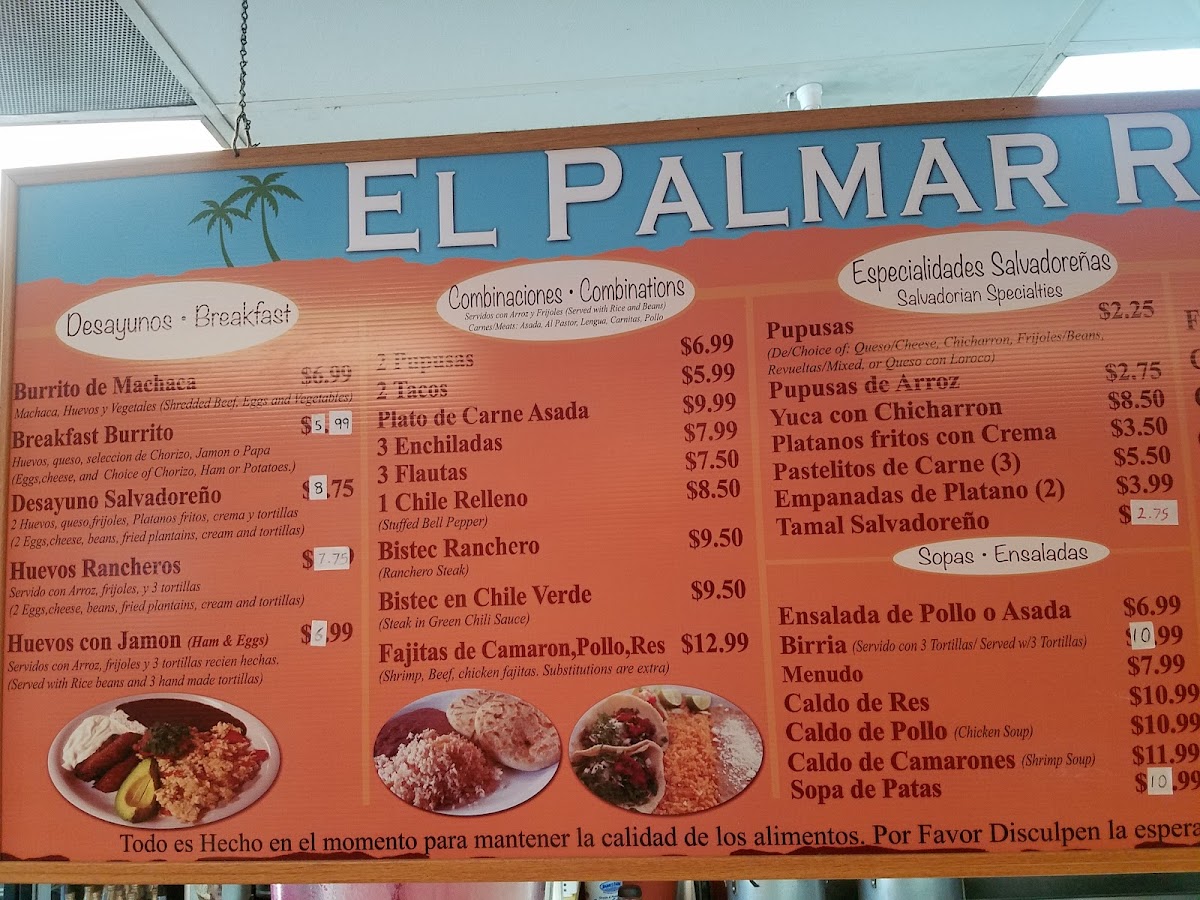 EL PALMAR R
Desayunos • Breakfast
Burrito de Machaca $6.99
Machaca, Huevos y Vegetales (Shredded Beef, Eggs and Vegetables)
Breakfast Burrito $5.99
Huevos, queso, seleccion de Chorizo, Jamon o Papa
(Eggs,cheese, and Choice of Chorizo, Ham or Potatoes.)
Desayuno Salvadoreño $8.75
2 Huevos, queso,frijoles, Platanos fritos, crema y tortillas
(2 Eggs,cheese, beans, fried plantains, cream and tortillas)
Huevos Rancheros $7.75
Servido con Arroz, frijoles, y 3 tortillas
(2 Eggs,cheese, beans, fried plantains, cream and tortillas)
Huevos con Jamon (Ham & Eggs) $6.99
Servidos con Arroz, frijoles y 3 tortillas recien hechas.
(Served with Rice beans and 3 hand made tortillas)
Combinaciones • Combinations
Servidos con Arroz y Frijoles (Served with Rice and Beans)
Carnes/Meats: Asada, Al Pastor, Lengua, Carnitas, Pollo
2 Pupusas $6.99
2 Tacos $5.99
Plato de Carne Asada $9.99
3 Enchiladas $7.99
3 Flautas $7.50
1 Chile Relleno $8.50
(Stuffed Bell Pepper)
Bistec Ranchero $9.50
(Ranchero Steak)
Bistec en Chile Verde $9.50
(Steak in Green Chili Sauce)
Fajitas de Camaron,Pollo,Res $12.99
(Shrimp, Beef, chicken fajitas. Substitutions are extra)
Especialidades Salvadoreñas
Salvadorian Specialties
Pupusas $2.25
(De/Choice of: Queso/Cheese, Chicharron, Frijoles/Beans,
Revueltas/Mixed, or Queso con Loroco)
Pupusas de Arroz $2.75
Yuca con Chicharron $8.50
Platanos fritos con Crema $3.50
Pastelitos de Carne (3) $5.50
Empanadas de Platano (2) $3.99
Tamal Salvadoreño $2.75
Sopas • Ensaladas
Ensalada de Pollo o Asada $6.99
Birria (Servido con 3 Tortillas/ Served w/3 Tortillas) $10.99
Menudo $7.99
Caldo de Res $10.99
Caldo de Pollo (Chicken Soup) $10.99
Caldo de Camarones (Shrimp Soup) $11.99
Sopa de Patas $10.99
Todo es Hecho en el momento para mantener la calidad de los alimentos. Por Favor Disculpen la espera